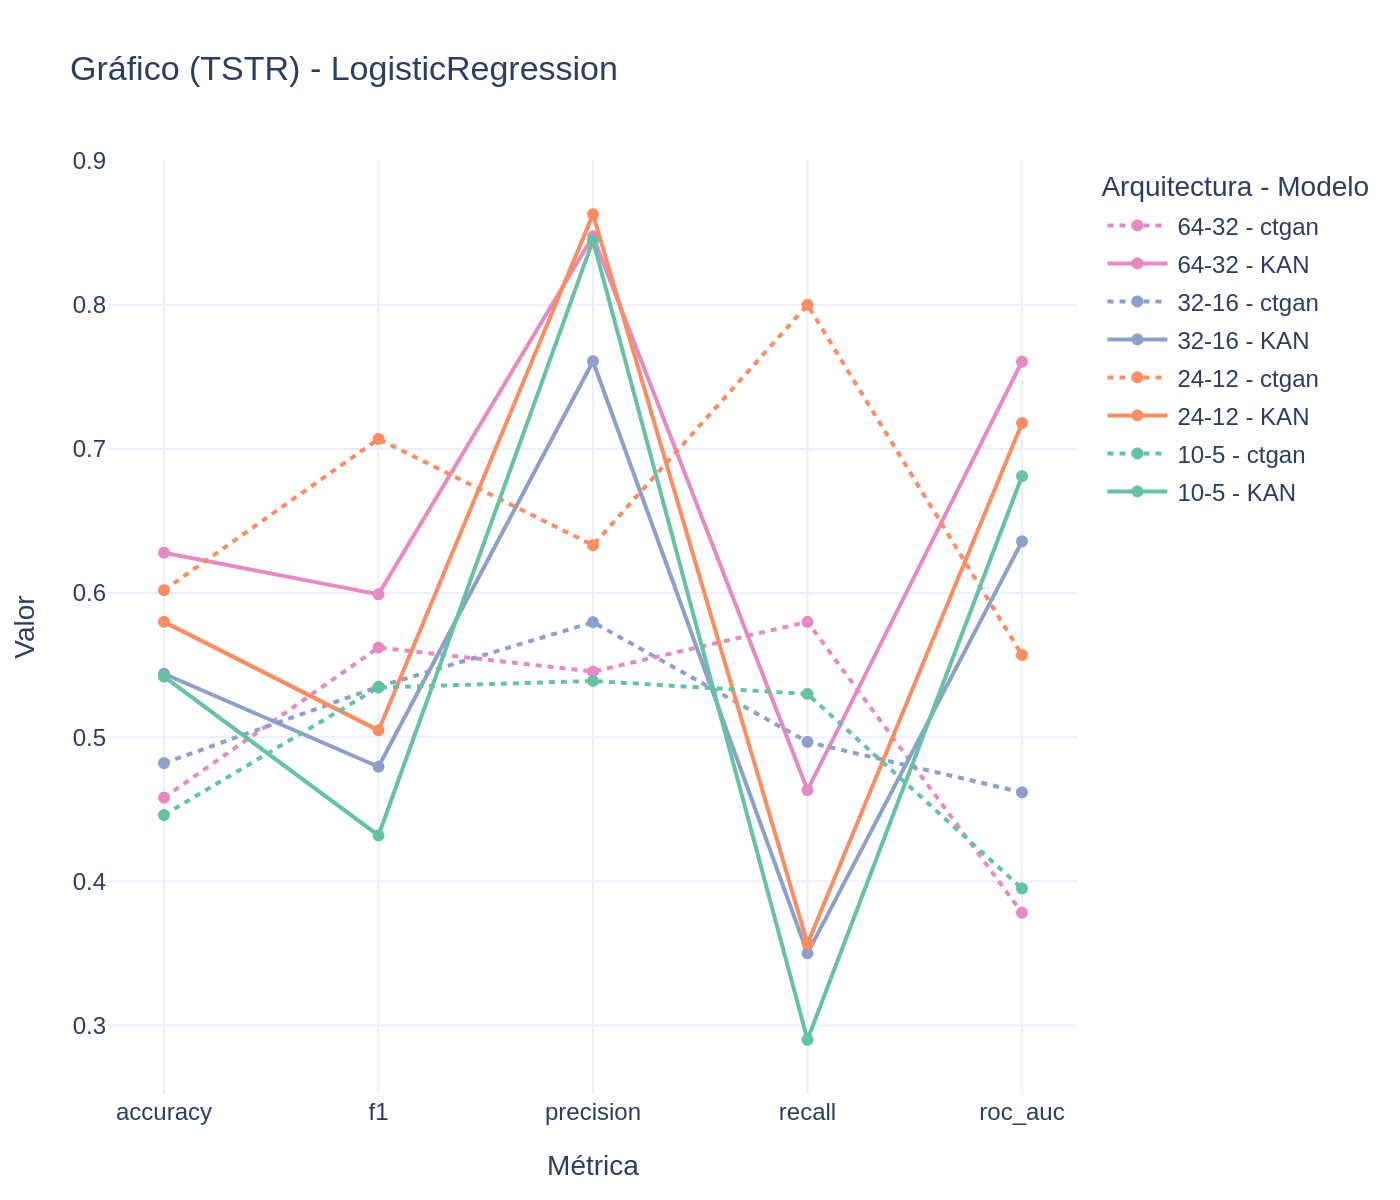 Gráfico (TSTR) - LogisticRegression
0.9
0.8
0.7
0.6
0.5
0.4
0.3
Valor
accuracy
f1
precision
recall
roc_auc
Métrica
Arquitectura - Modelo
64-32 - ctgan
64-32 - KAN
32-16 - ctgan
32-16 - KAN
24-12 - ctgan
24-12 - KAN
10-5 - ctgan
10-5 - KAN